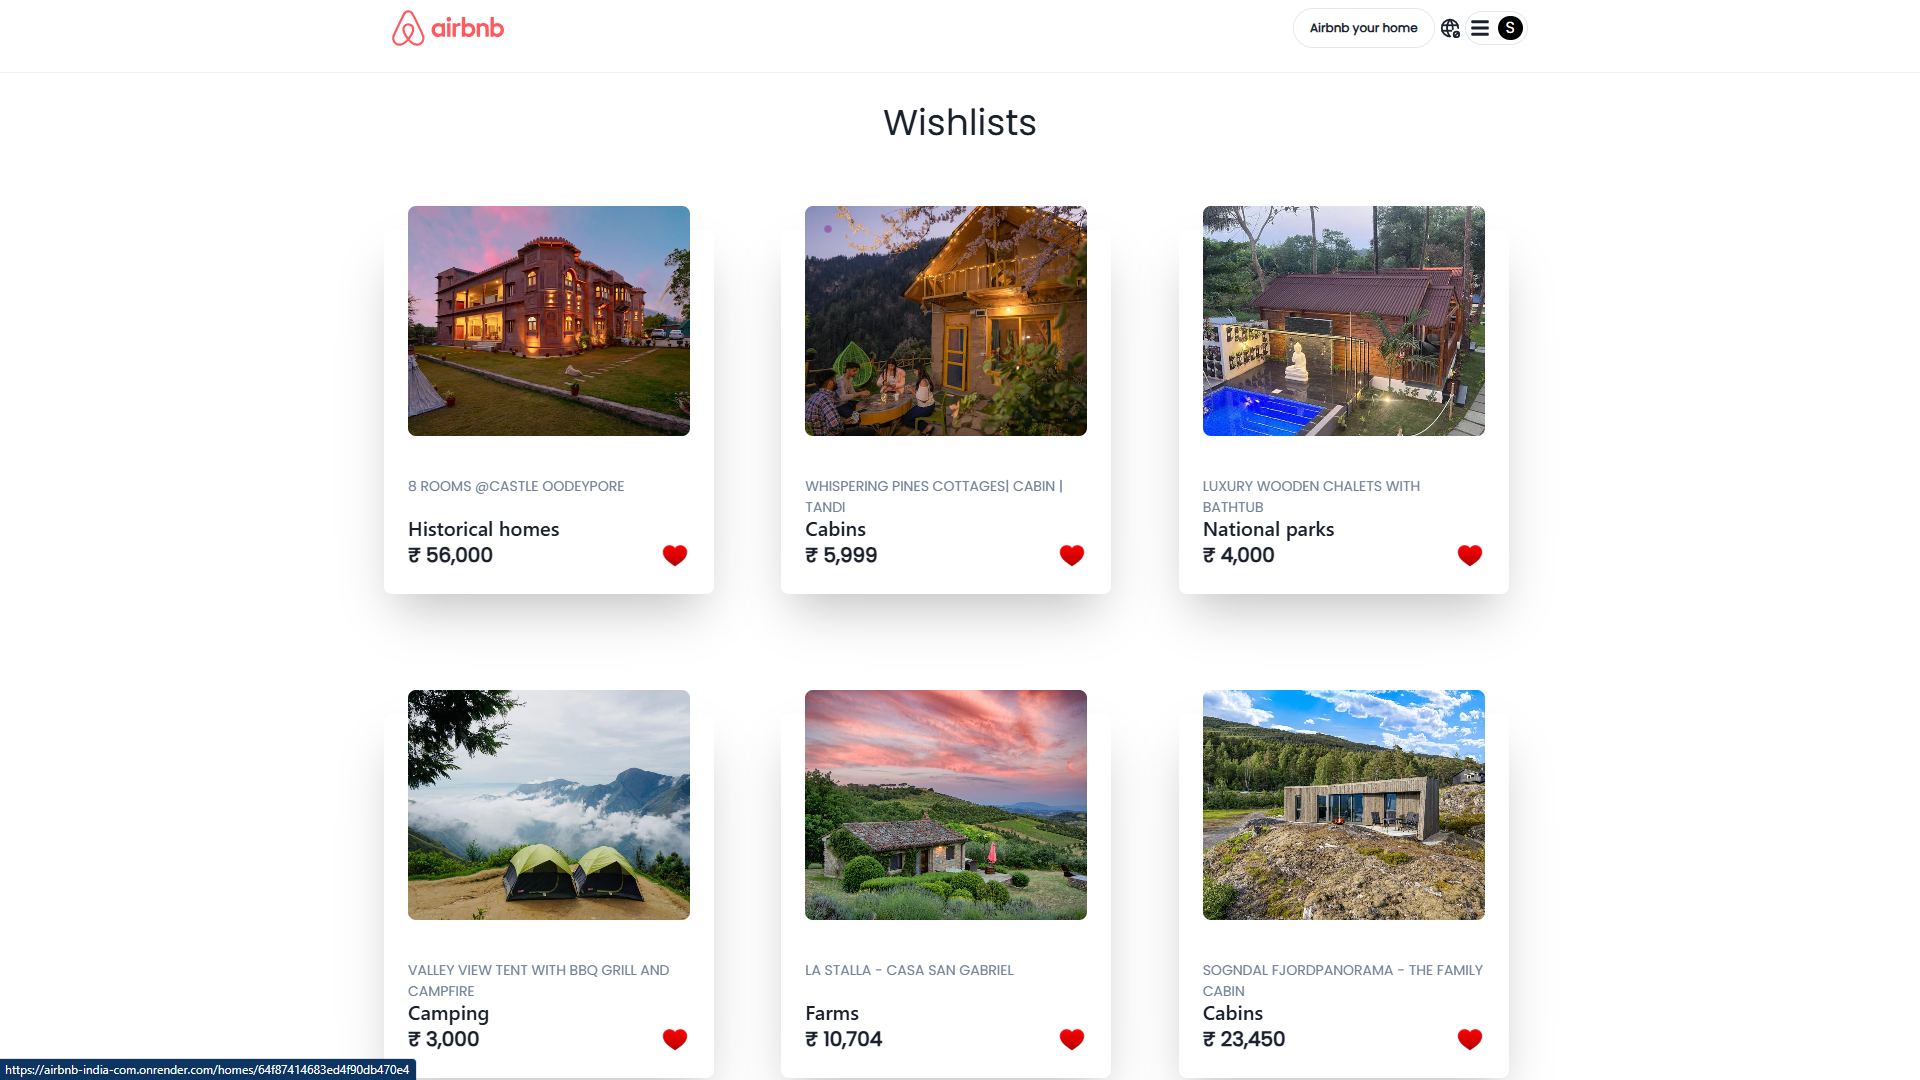 airbnb
Airbnb your home
S
Wishlists
8 ROOMS @CASTLE OODEYPORE
Historical homes
₹ 56,000
WHISPERING PINES COTTAGES| CABIN |
TANDI
Cabins
₹ 5,999
LUXURY WOODEN CHALETS WITH
BATHTUB
National parks
₹ 4,000
VALLEY VIEW TENT WITH BBQ GRILL AND
CAMPFIRE
Camping
₹ 3,000
LA STALLA - CASA SAN GABRIEL
Farms
₹ 10,704
SOGNDAL FJORDPANORAMA - THE FAMILY
CABIN
Cabins
₹ 23,450
https://airbnb-india-com.onrender.com/homes/64f87414683ed4f90db470e4